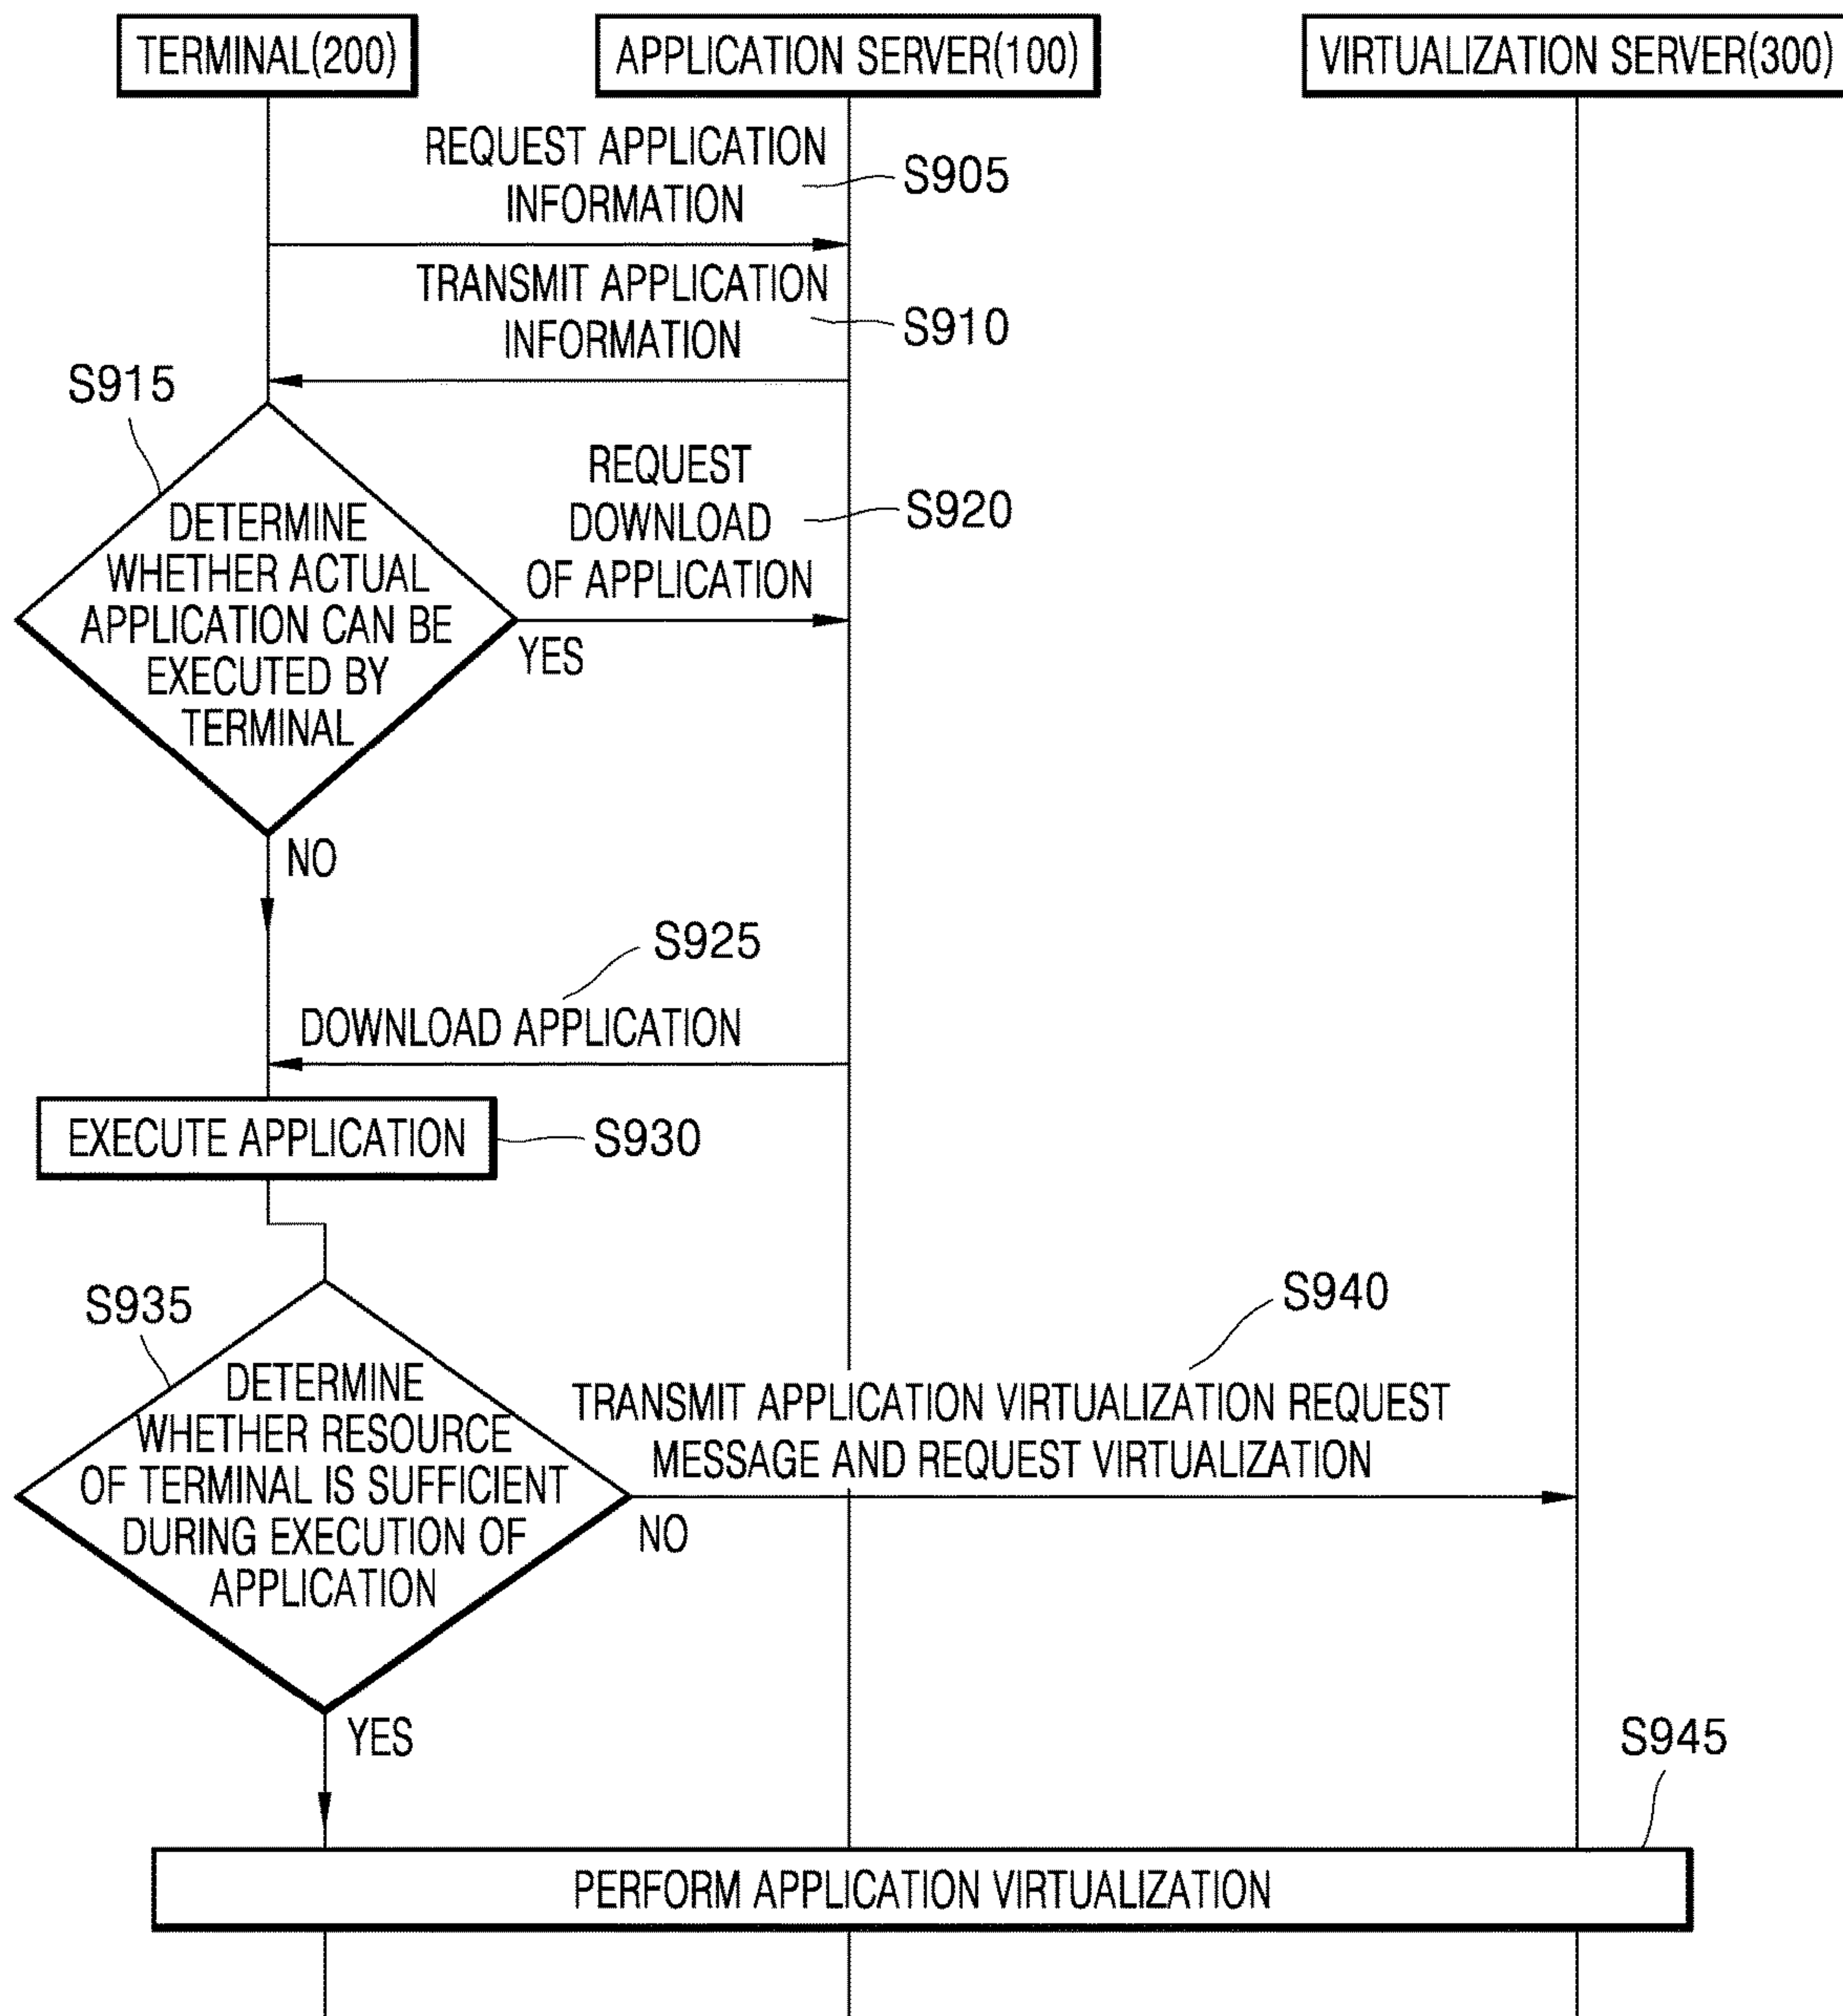 TERMINAL(200)
APPLICATION SERVER(100)
VIRTUALIZATION SERVER(300)
REQUEST APPLICATION
INFORMATION
S905
TRANSMIT APPLICATION
INFORMATION
S910
S915
DETERMINE
WHETHER ACTUAL
APPLICATION CAN BE
EXECUTED BY
TERMINAL
REQUEST
DOWNLOAD
OF APPLICATION
S920
YES
NO
S925
DOWNLOAD APPLICATION
EXECUTE APPLICATION
S930
S935
DETERMINE
WHETHER RESOURCE
OF TERMINAL IS SUFFICIENT
DURING EXECUTION OF
APPLICATION
S940
TRANSMIT APPLICATION VIRTUALIZATION REQUEST
MESSAGE AND REQUEST VIRTUALIZATION
NO
YES
S945
PERFORM APPLICATION VIRTUALIZATION